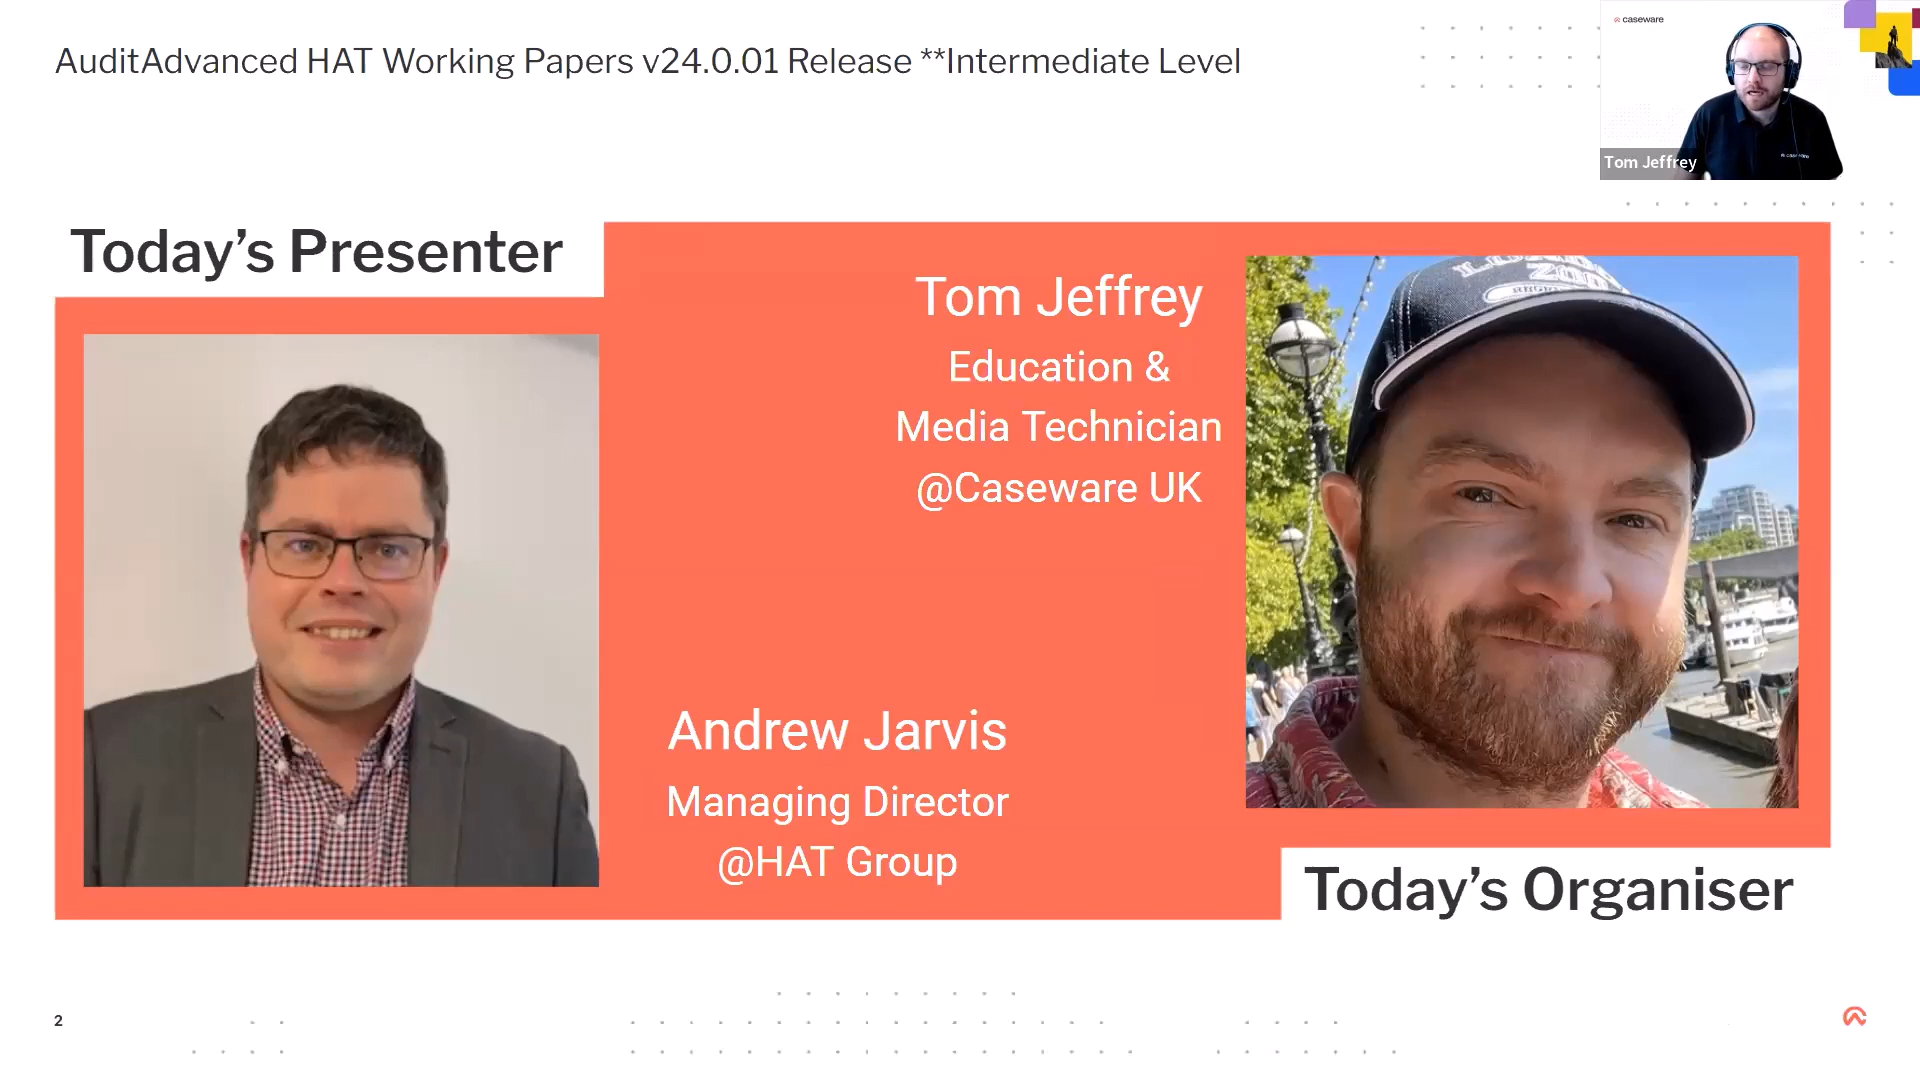 AuditAdvanced HAT Working Papers v24.0.01 Release **Intermediate Level
caseware
Tom Jeffrey
Today's Presenter
Tom Jeffrey
Education &
Media Technician
@Caseware UK
Andrew Jarvis
Managing Director
@HAT Group
Today's Organiser
2